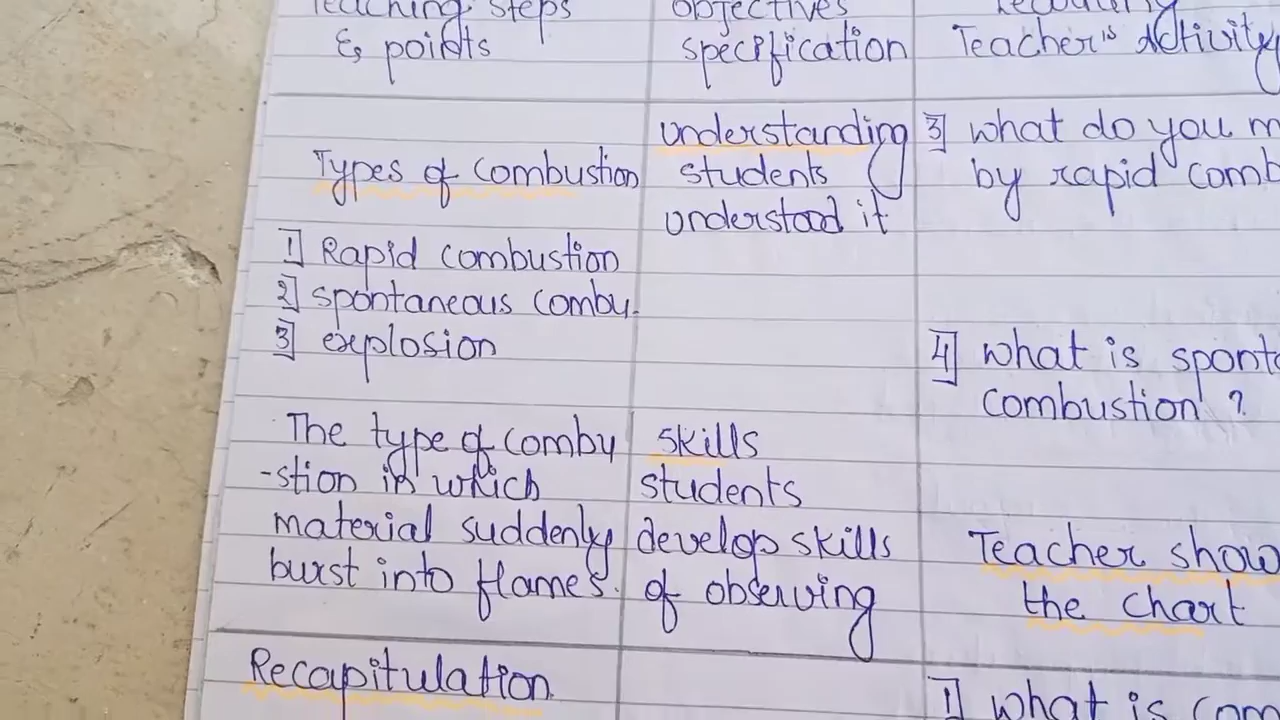 Teaching steps
& points
objectives
specification
Teacher's activity
Types of combustion
1] Rapid combustion
2] spontaneous combu.
3] explosion
The type of combu
-stion in which
material suddenly
burst into flames.
Recapitulation
understanding
students
understood it
skills
students
develop skills
of observing
3] what do you m
by rapid comb
4] what is sponta
combustion ?
Teacher show
the chart
1] what is com